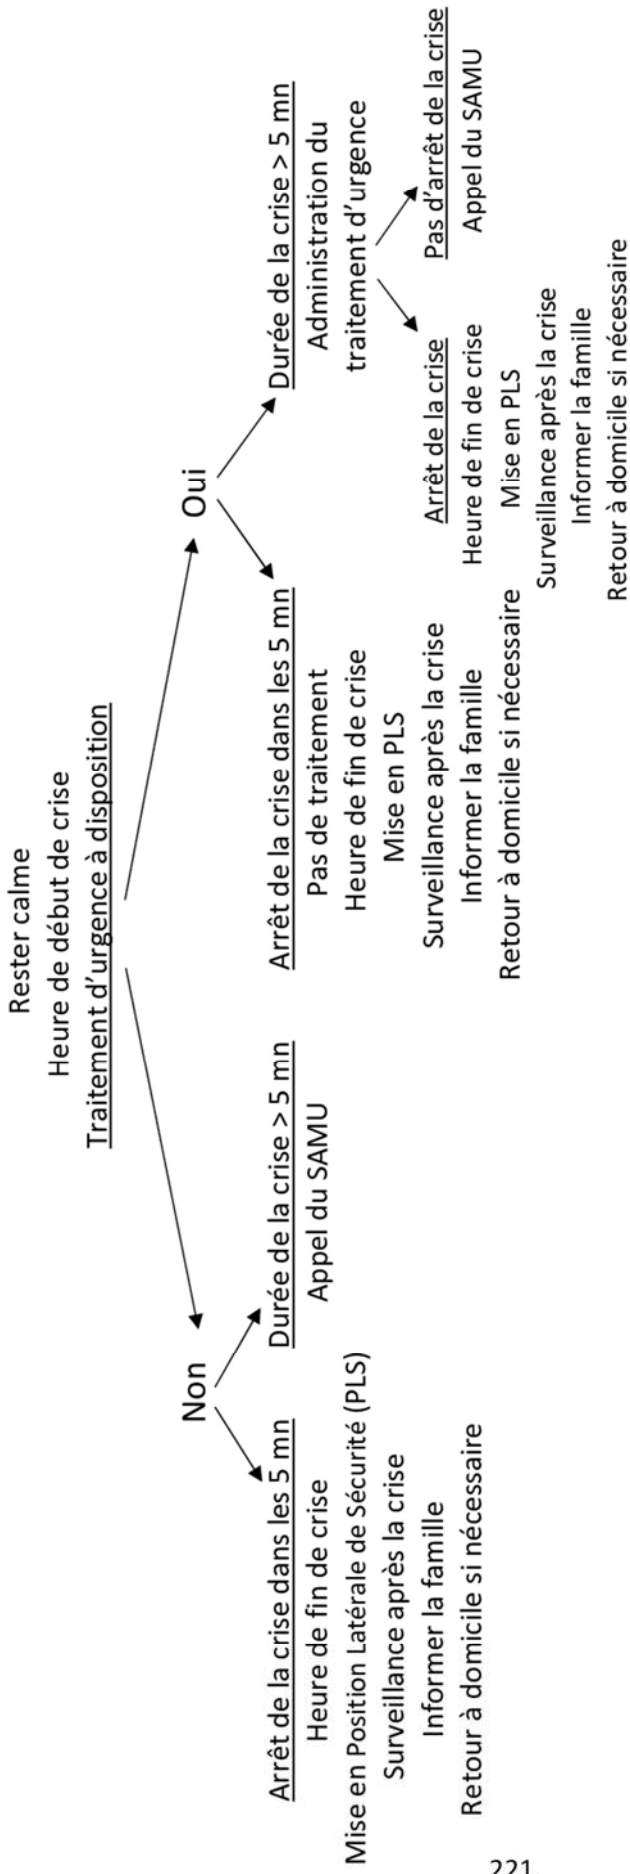 Rester calme
Heure de début de crise
Traitement d'urgence à disposition
Non
Oui
Arrêt de la crise dans les 5 mn
Heure de fin de crise
Mise en Position Latérale de Sécurité (PLS)
Surveillance après la crise
Informer la famille
Retour à domicile si nécessaire
Durée de la crise > 5 mn
Appel du SAMU
Arrêt de la crise dans les 5 mn
Pas de traitement
Heure de fin de crise
Mise en PLS
Surveillance après la crise
Informer la famille
Retour à domicile si nécessaire
Durée de la crise > 5 mn
Administration du
traitement d'urgence
Arrêt de la crise
Heure de fin de crise
Mise en PLS
Surveillance après la crise
Informer la famille
Retour à domicile si nécessaire
Pas d'arrêt de la crise
Appel du SAMU
221